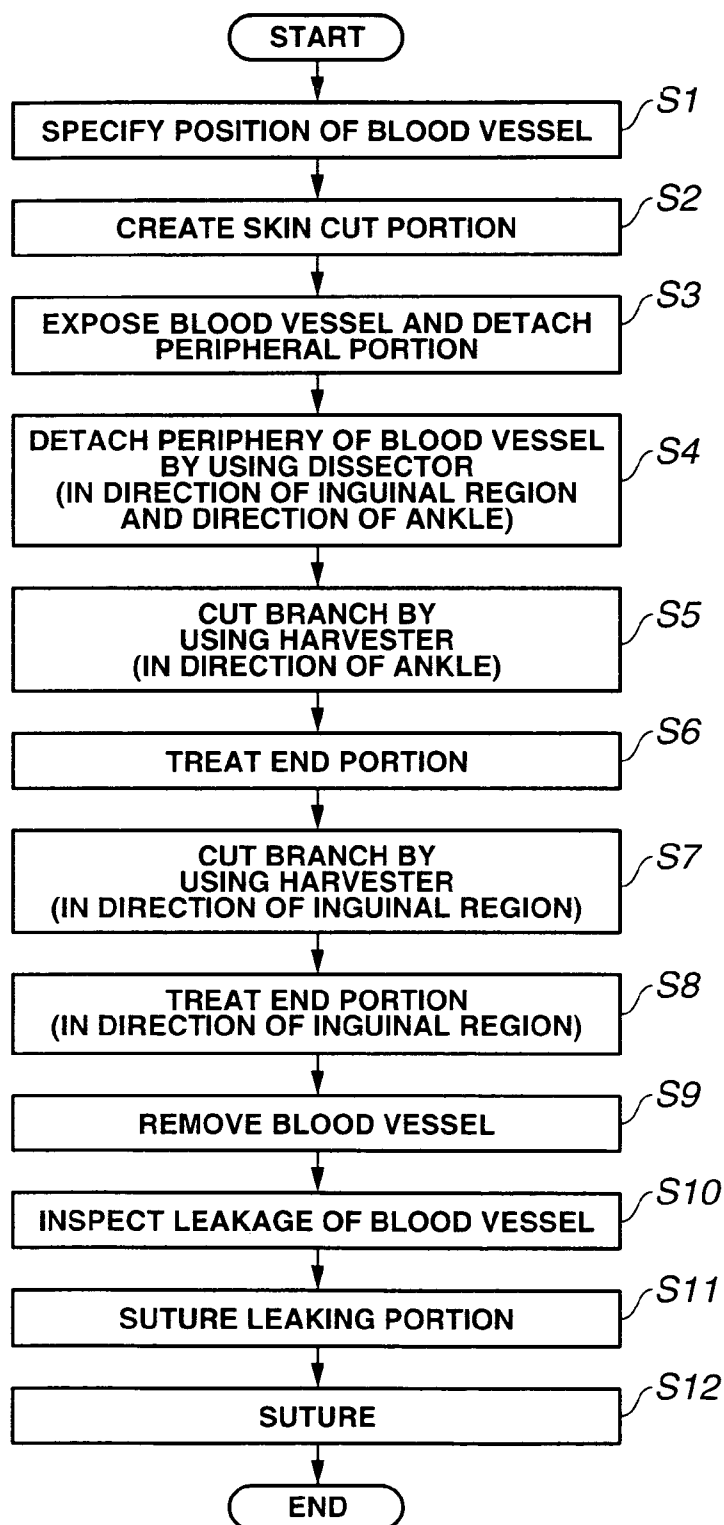 START
S1
SPECIFY POSITION OF BLOOD VESSEL
S2
CREATE SKIN CUT PORTION
S3
EXPOSE BLOOD VESSEL AND DETACH
PERIPHERAL PORTION
S4
DETACH PERIPHERY OF BLOOD VESSEL
BY USING DISSECTOR
(IN DIRECTION OF INGUINAL REGION
AND DIRECTION OF ANKLE)
S5
CUT BRANCH BY
USING HARVESTER
(IN DIRECTION OF ANKLE)
S6
TREAT END PORTION
S7
CUT BRANCH BY
USING HARVESTER
(IN DIRECTION OF INGUINAL REGION)
S8
TREAT END PORTION
(IN DIRECTION OF INGUINAL REGION)
S9
REMOVE BLOOD VESSEL
S10
INSPECT LEAKAGE OF BLOOD VESSEL
S11
SUTURE LEAKING PORTION
S12
SUTURE
END